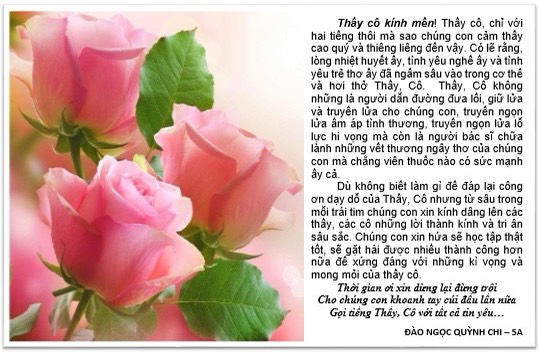 Thầy cô kính mến! Thầy cô, chỉ với
hai tiếng thôi mà sao chúng con cảm thấy
cao quý và thiêng liêng đến vậy. Có lẽ rằng,
lòng nhiệt huyết ấy, tình yêu nghề ấy và tình
yêu trẻ thơ ấy đã ngấm sâu vào trong cơ thể
và hơi thở Thầy, Cô. Thầy, Cô không
những là người dẫn đường đưa lối, giữ lửa
và truyền lửa cho chúng con, truyền ngọn
lửa ấm áp tình thương, truyền ngọn lửa lỗ
lực hi vọng mà còn là người bác sĩ chữa
lành những vết thương ngây thơ của chúng
con mà chẳng viên thuốc nào có sức mạnh
ấy cả.
Dù không biết làm gì để đáp lại công
ơn dạy dỗ của Thầy, Cô nhưng từ sâu trong
mỗi trái tim chúng con xin kính dâng lên các
thầy, các cô những lời thành kính và tri ân
sâu sắc. Chúng con xin hứa sẽ học tập thật
tốt, sẽ gặt hái được nhiều thành công hơn
nữa để xứng đáng với những kì vọng và
mong mỏi của thầy cô.
Thời gian ơi xin dừng lại đừng trôi
Cho chúng con khoanh tay cúi đầu lần nữa
Gọi tiếng Thầy, Cô với tất cả tin yêu…
ĐÀO NGỌC QUỲNH CHI – 5A